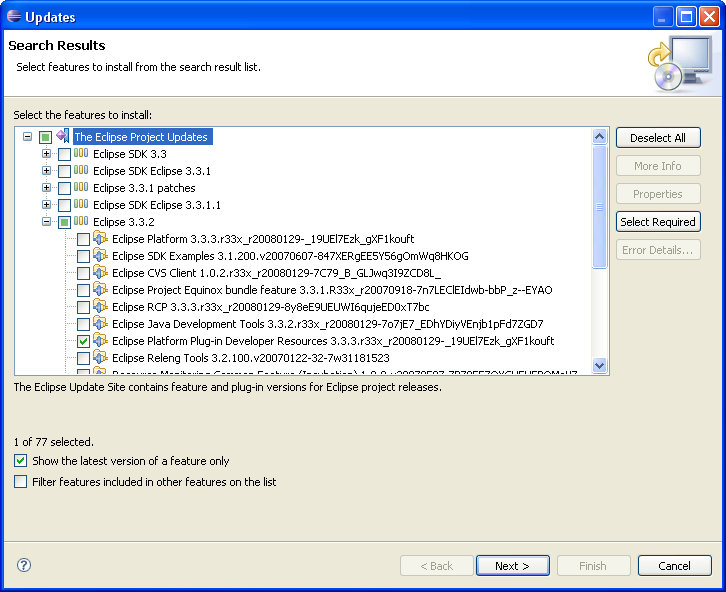 Updates
Search Results
Select features to install from the search result list.
Select the features to install:
The Eclipse Project Updates
Eclipse SDK 3.3
Eclipse SDK Eclipse 3.3.1
Eclipse 3.3.1 patches
Eclipse SDK Eclipse 3.3.1.1
Eclipse 3.3.2
Eclipse Platform 3.3.3.r33x_r20080129-_19UEl7Ezk_gXF1kouft
Eclipse SDK Examples 3.1.200.v20070607-847XERgEE5Y56gOmWq8HKOG
Eclipse CVS Client 1.0.2.r33x_r20080129-7C79_B_GLJwq3I9ZCD8L_
Eclipse Project Equinox bundle feature 3.3.1.R33x_r20070918-7n7LEClEIdwb-bbP_z--EYAO
Eclipse RCP 3.3.3.r33x_r20080129-8y8eE9UEUWI6qujeED0xT7bc
Eclipse Java Development Tools 3.3.2.r33x_r20080129-7o7jE7_EDhYDiyVEnjb1pFd7ZGD7
Eclipse Platform Plug-in Developer Resources 3.3.3.r33x_r20080129-_19UEl7Ezk_gXF1kouft
Eclipse Releng Tools 3.2.100.v20070122-32-7w31181523
Resource Monitoring Common Feature (Incubation)
Deselect All
More Info
Properties
Select Required
Error Details...
The Eclipse Update Site contains feature and plug-in versions for Eclipse project releases.
1 of 77 selected.
Show the latest version of a feature only
Filter features included in other features on the list
?
< Back
Next >
Finish
Cancel